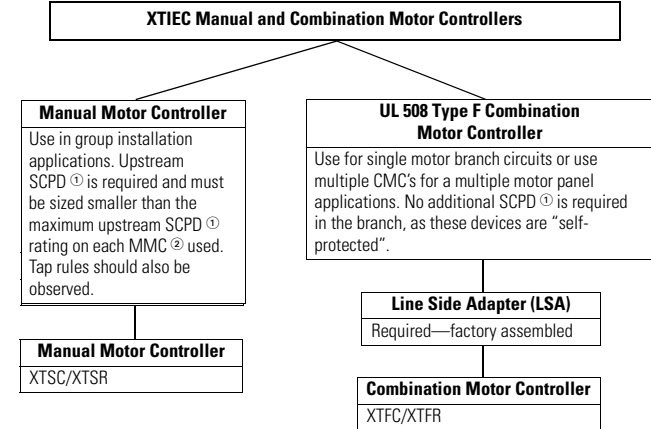 XTIEC Manual and Combination Motor Controllers
Manual Motor Controller
Use in group installation
applications. Upstream
SCPD ① is required and must
be sized smaller than the
maximum upstream SCPD ①
rating on each MMC ② used.
Tap rules should also be
observed.
Manual Motor Controller
XTSC/XTSR
UL 508 Type F Combination
Motor Controller
Use for single motor branch circuits or use
multiple CMC's for a multiple motor panel
applications. No additional SCPD ① is required
in the branch, as these devices are “self-
protected”.
Line Side Adapter (LSA)
Required—factory assembled
Combination Motor Controller
XTFC/XTFR